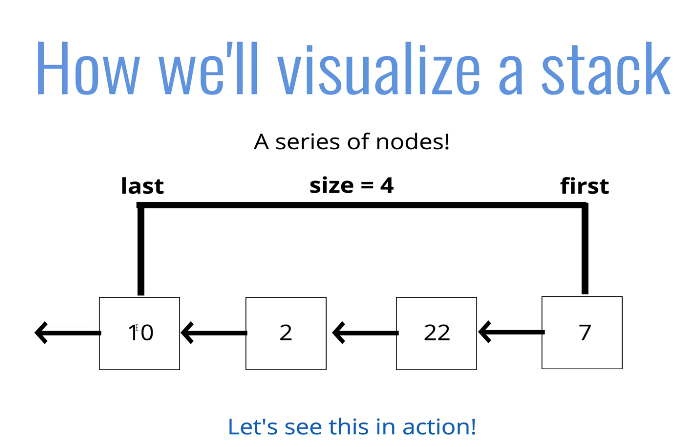 How we'll visualize a stack
A series of nodes!
last size = 4 first
10 2 22 7
Let's see this in action!